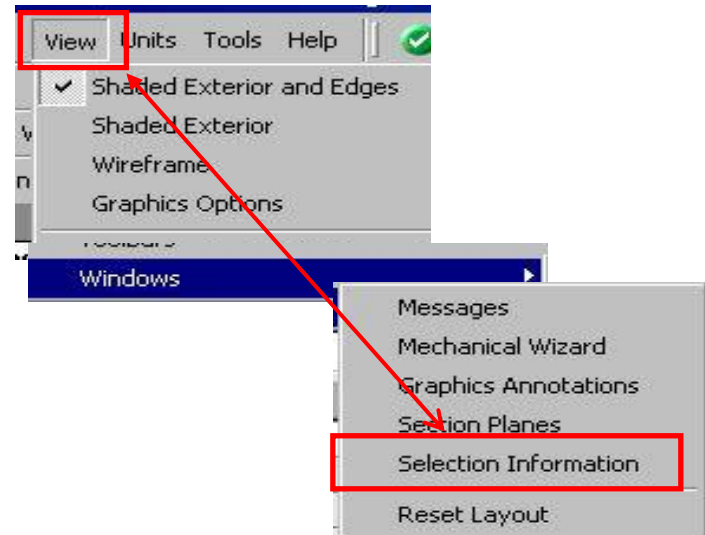 View Units Tools Help
Shaded Exterior and Edges
Shaded Exterior
Wireframe
Graphics Options
Windows
Messages
Mechanical Wizard
Graphics Annotations
Section Planes
Selection Information
Reset Layout